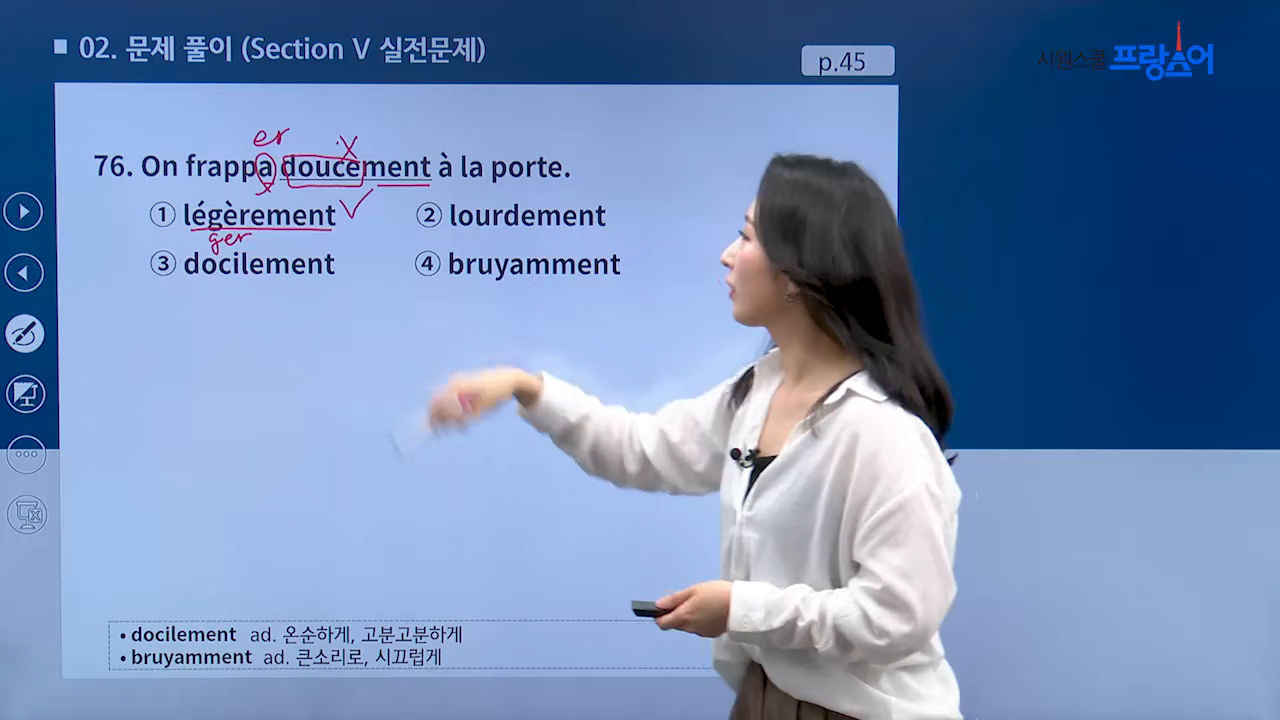 02. 문제 풀이 (Section V 실전문제)
p.45
시원스쿨 프랑스어
er
x
76. On frappa doucement à la porte.
x
① légèrement ✓ ② lourdement
ger
③ docilement ④ bruyamment
• docilement ad. 온순하게, 고분고분하게
• bruyamment ad. 큰소리로, 시끄럽게